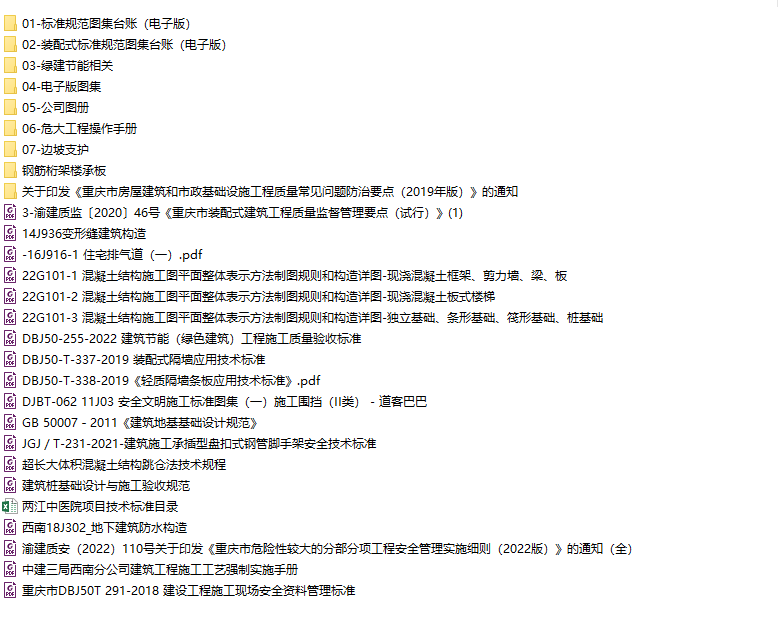 01-标准规范图集台账（电子版）
02-装配式标准规范图集台账（电子版）
03-绿建节能相关
04-电子版图集
05-公司图册
06-危大工程操作手册
07-边坡支护
钢筋桁架楼承板
关于印发《重庆市房屋建筑和市政基础设施工程质量常见问题防治要点（2019年版）》的通知
3-渝建质监〔2020〕46号《重庆市装配式建筑工程质量监督管理要点（试行）》(1)
14J936变形缝建筑构造
-16J916-1 住宅排气道（一）.pdf
22G101-1 混凝土结构施工图平面整体表示方法制图规则和构造详图-现浇混凝土框架、剪力墙、梁、板
22G101-2 混凝土结构施工图平面整体表示方法制图规则和构造详图-现浇混凝土板式楼梯
22G101-3 混凝土结构施工图平面整体表示方法制图规则和构造详图-独立基础、条形基础、筏形基础、桩基础
DBJ50-255-2022 建筑节能（绿色建筑）工程施工质量验收标准
DBJ50-T-337-2019 装配式隔墙应用技术标准
DBJ50-T-338-2019《轻质隔墙条板应用技术标准》.pdf
DJBT-062 11J03 安全文明施工标准图集（一）施工围挡（II类） - 道客巴巴
GB 50007 - 2011《建筑地基基础设计规范》
JGJ / T-231-2021-建筑施工承插型盘扣式钢管脚手架安全技术标准
超长大体积混凝土结构跳仓法技术规程
建筑桩基础设计与施工验收规范
两江中医院项目技术标准目录
西南18J302_地下建筑防水构造
渝建质安（2022）110号关于印发《重庆市危险性较大的分部分项工程安全管理实施细则（2022版）》的通知（全）
中建三局西南分公司建筑工程施工工艺强制实施手册
重庆市DBJ50T 291-2018 建设工程施工现场安全资料管理标准